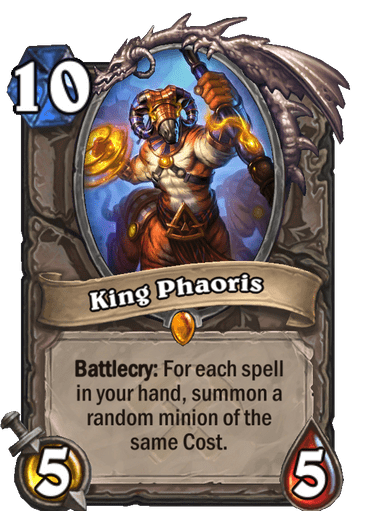 10
King Phaoris
Battlecry: For each spell
in your hand, summon a
random minion of the
same Cost.
5 5